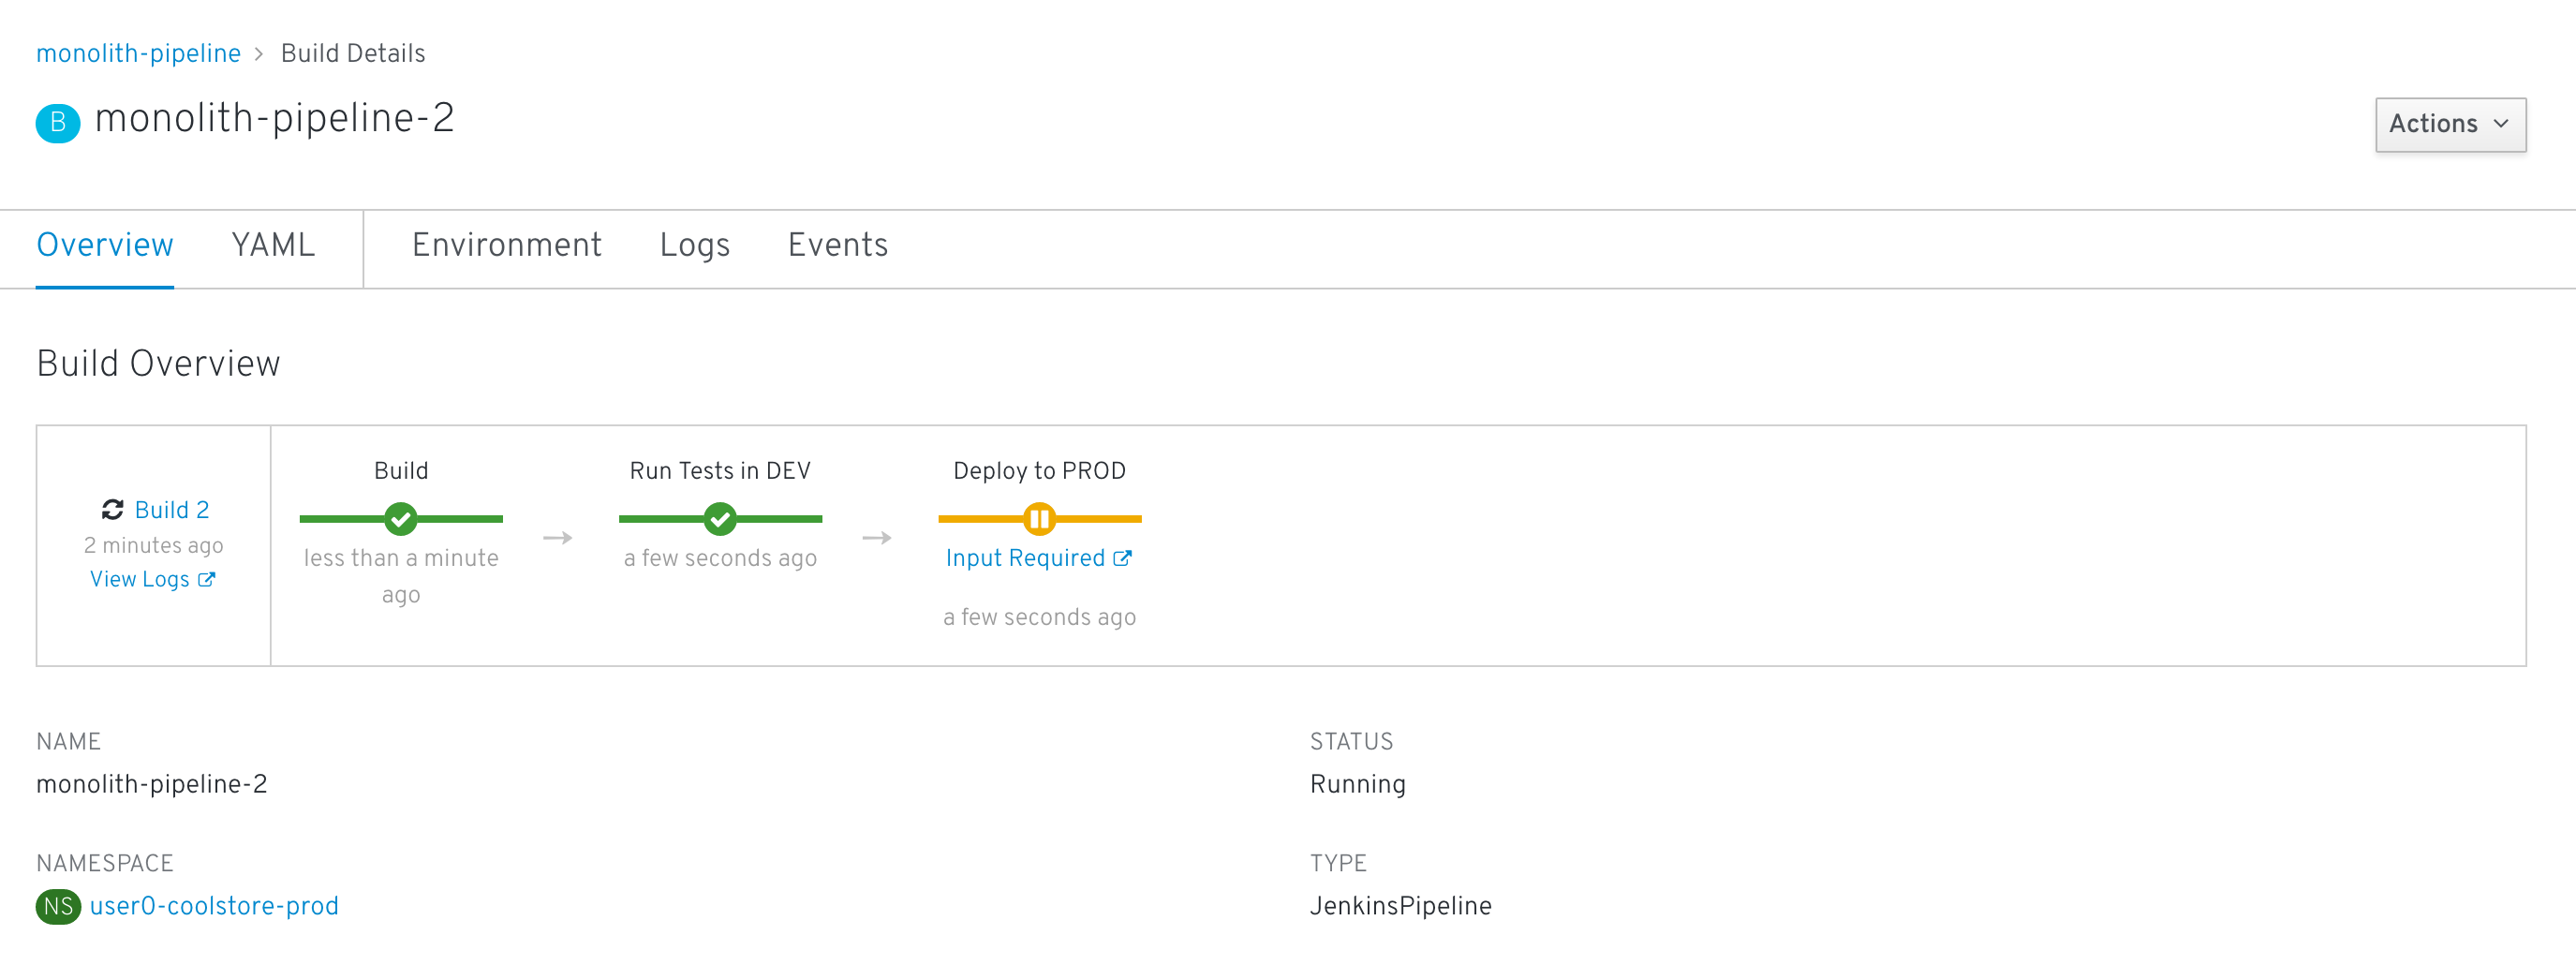 monolith-pipeline > Build Details
B monolith-pipeline-2
Actions
Overview YAML Environment Logs Events
Build Overview
Build 2
2 minutes ago
View Logs
Build
less than a minute
ago
Run Tests in DEV
a few seconds ago
Deploy to PROD
Input Required
a few seconds ago
NAME
monolith-pipeline-2
STATUS
Running
NAMESPACE
NS user0-coolstore-prod
TYPE
JenkinsPipeline